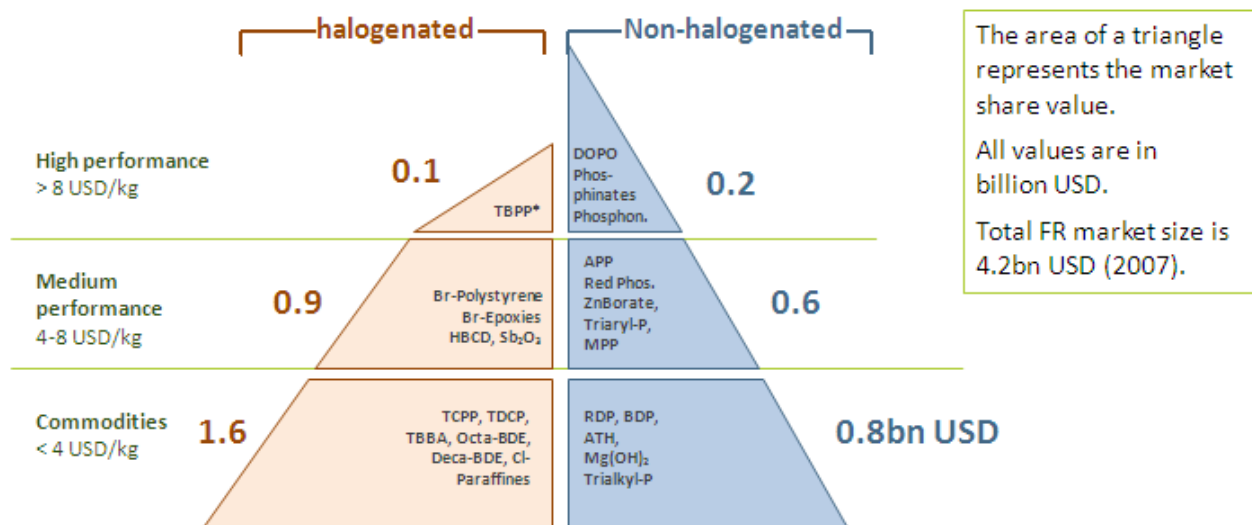 halogenated
Non-halogenated
The area of a triangle
represents the market
share value.
All values are in
billion USD.
Total FR market size is
4.2bn USD (2007).
High performance
> 8 USD/kg
0.1
TBPP*
DOPO
Phos-
phinates
Phosphon.
0.2
Medium
performance
4-8 USD/kg
0.9
Br-Polystyrene
Br-Epoxies
HBCD, Sb₂O₃
APP
Red Phos.
ZnBorate,
Triaryl-P,
MPP
0.6
Commodities
< 4 USD/kg
1.6
TCPP, TDCP,
TBBA, Octa-BDE,
Deca-BDE, Cl-
Paraffines
RDP, BDP,
ATH,
Mg(OH)₂
Trialkyl-P
0.8bn USD